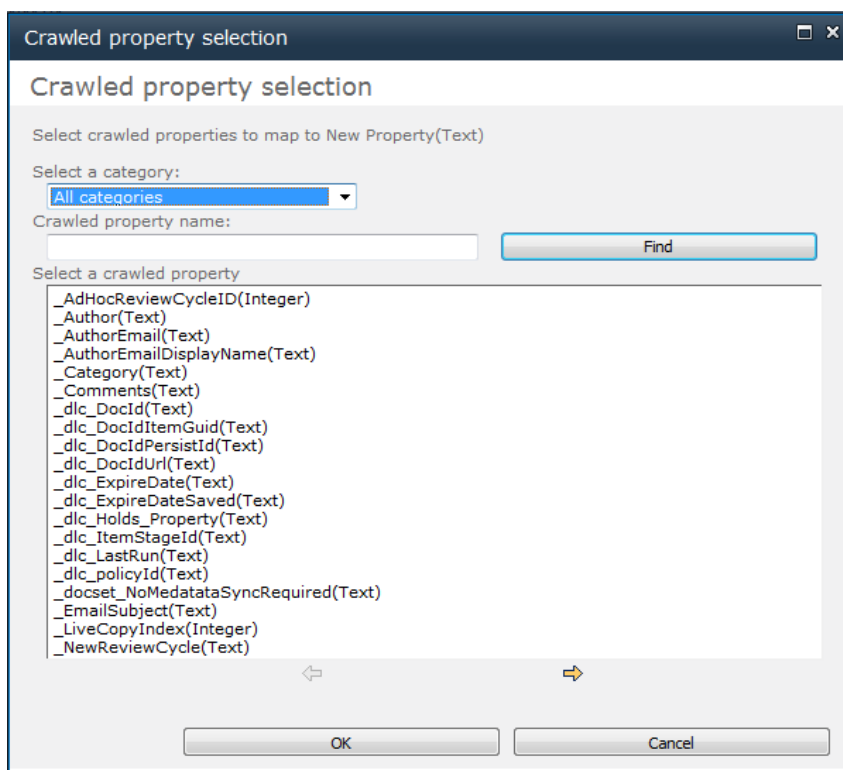 Crawled property selection
Crawled property selection
Select crawled properties to map to New Property(Text)
Select a category:
All categories
Crawled property name:
Find
Select a crawled property
_AdHocReviewCycleID(Integer)
_Author(Text)
_AuthorEmail(Text)
_AuthorEmailDisplayName(Text)
_Category(Text)
_Comments(Text)
_dlc_DocId(Text)
_dlc_DocIdItemGuid(Text)
_dlc_DocIdPersistId(Text)
_dlc_DocIdUrl(Text)
_dlc_ExpireDate(Text)
_dlc_ExpireDateSaved(Text)
_dlc_Holds_Property(Text)
_dlc_ItemStageId(Text)
_dlc_LastRun(Text)
_dlc_policyId(Text)
_docset_NoMedatataSyncRequired(Text)
_EmailSubject(Text)
_LiveCopyIndex(Integer)
_NewReviewCycle(Text)
OK
Cancel